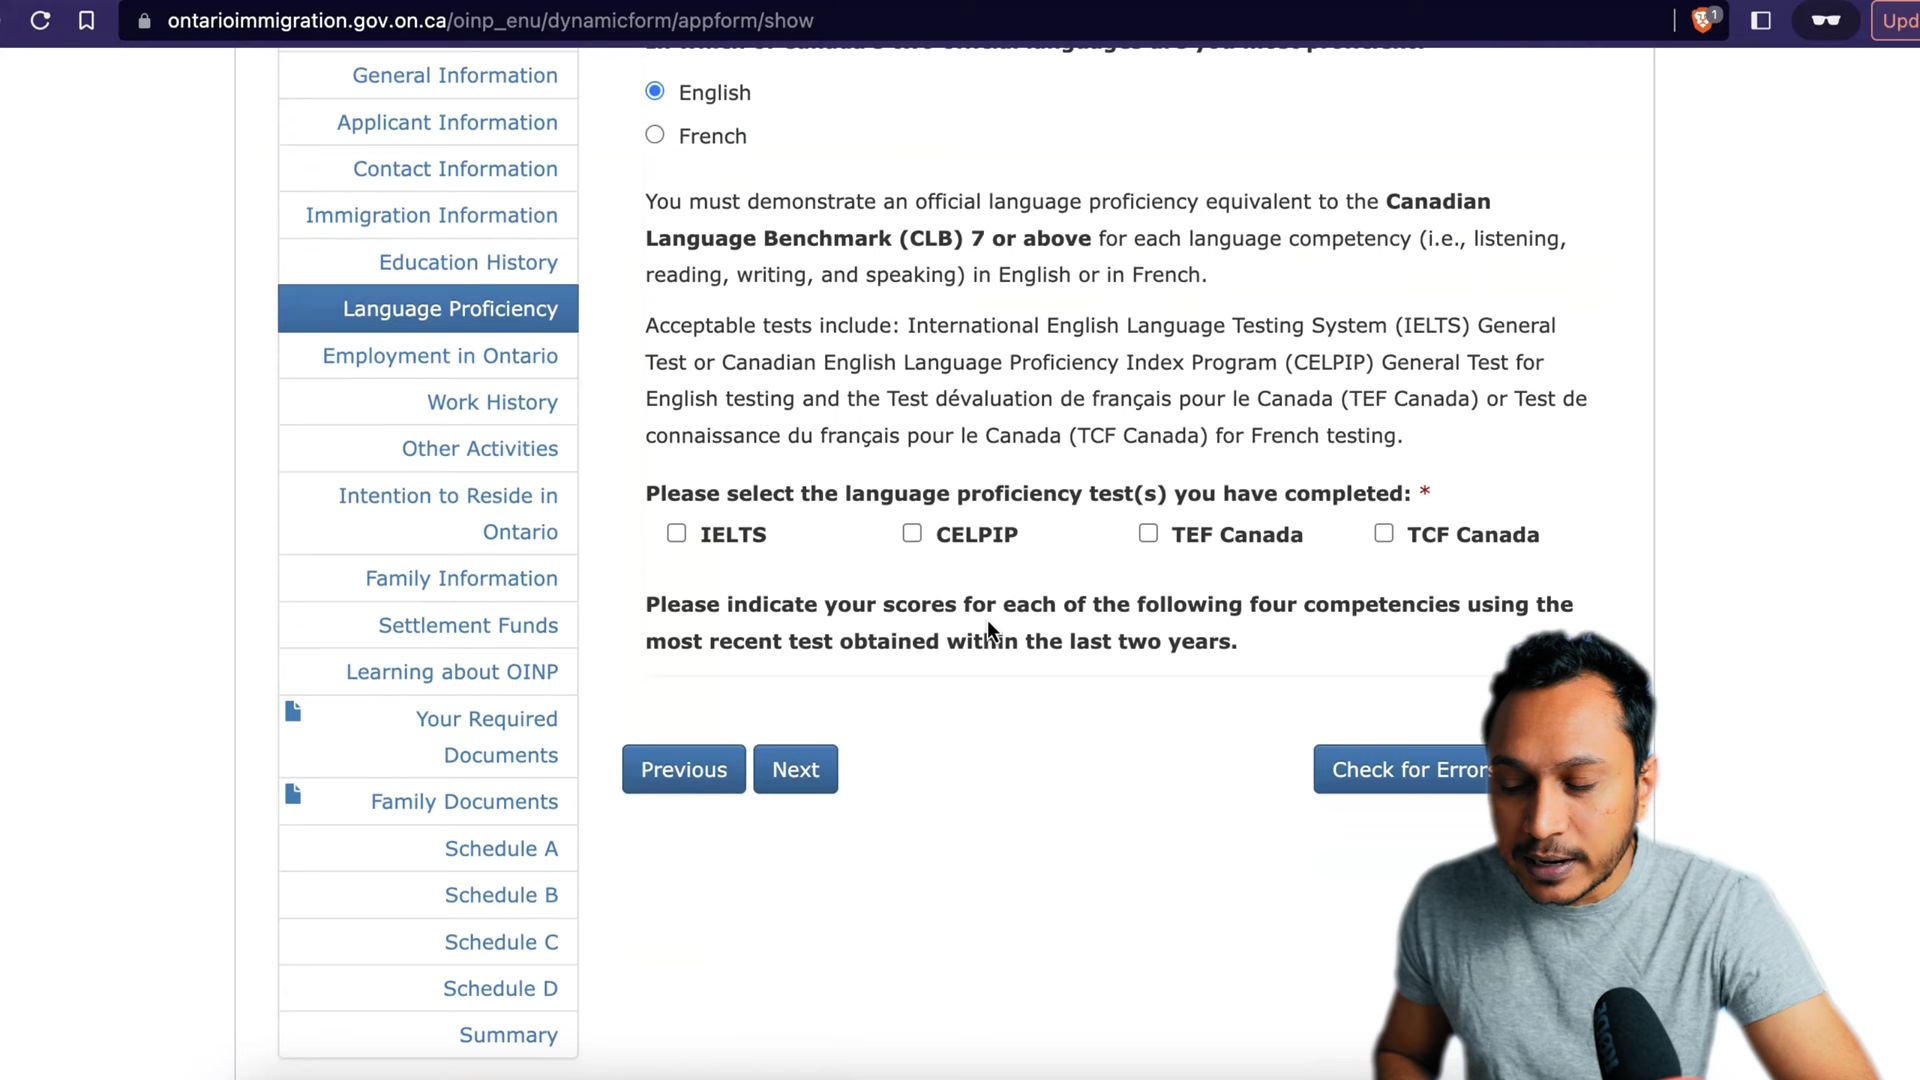 ontarioimmigration.gov.on.ca/oinp_enu/dynamicform/appform/show
1
Upd
General Information
Applicant Information
Contact Information
Immigration Information
Education History
Language Proficiency
Employment in Ontario
Work History
Other Activities
Intention to Reside in
Ontario
Family Information
Settlement Funds
Learning about OINP
Your Required
Documents
Family Documents
Schedule A
Schedule B
Schedule C
Schedule D
Summary
English
French
You must demonstrate an official language proficiency equivalent to the Canadian
Language Benchmark (CLB) 7 or above for each language competency (i.e., listening,
reading, writing, and speaking) in English or in French.
Acceptable tests include: International English Language Testing System (IELTS) General
Test or Canadian English Language Proficiency Index Program (CELPIP) General Test for
English testing and the Test dévaluation de français pour le Canada (TEF Canada) or Test de
connaissance du français pour le Canada (TCF Canada) for French testing.
Please select the language proficiency test(s) you have completed: *
IELTS CELPIP TEF Canada TCF Canada
Please indicate your scores for each of the following four competencies using the
most recent test obtained within the last two years.
Previous Next Check for Errors
RODE